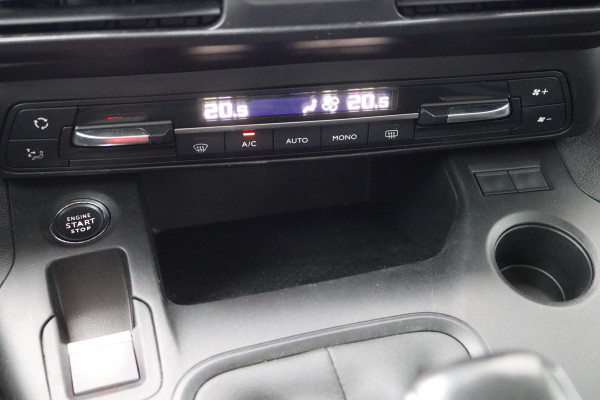 20.5 20.5
A/C AUTO MONO
ENGINE
START
STOP